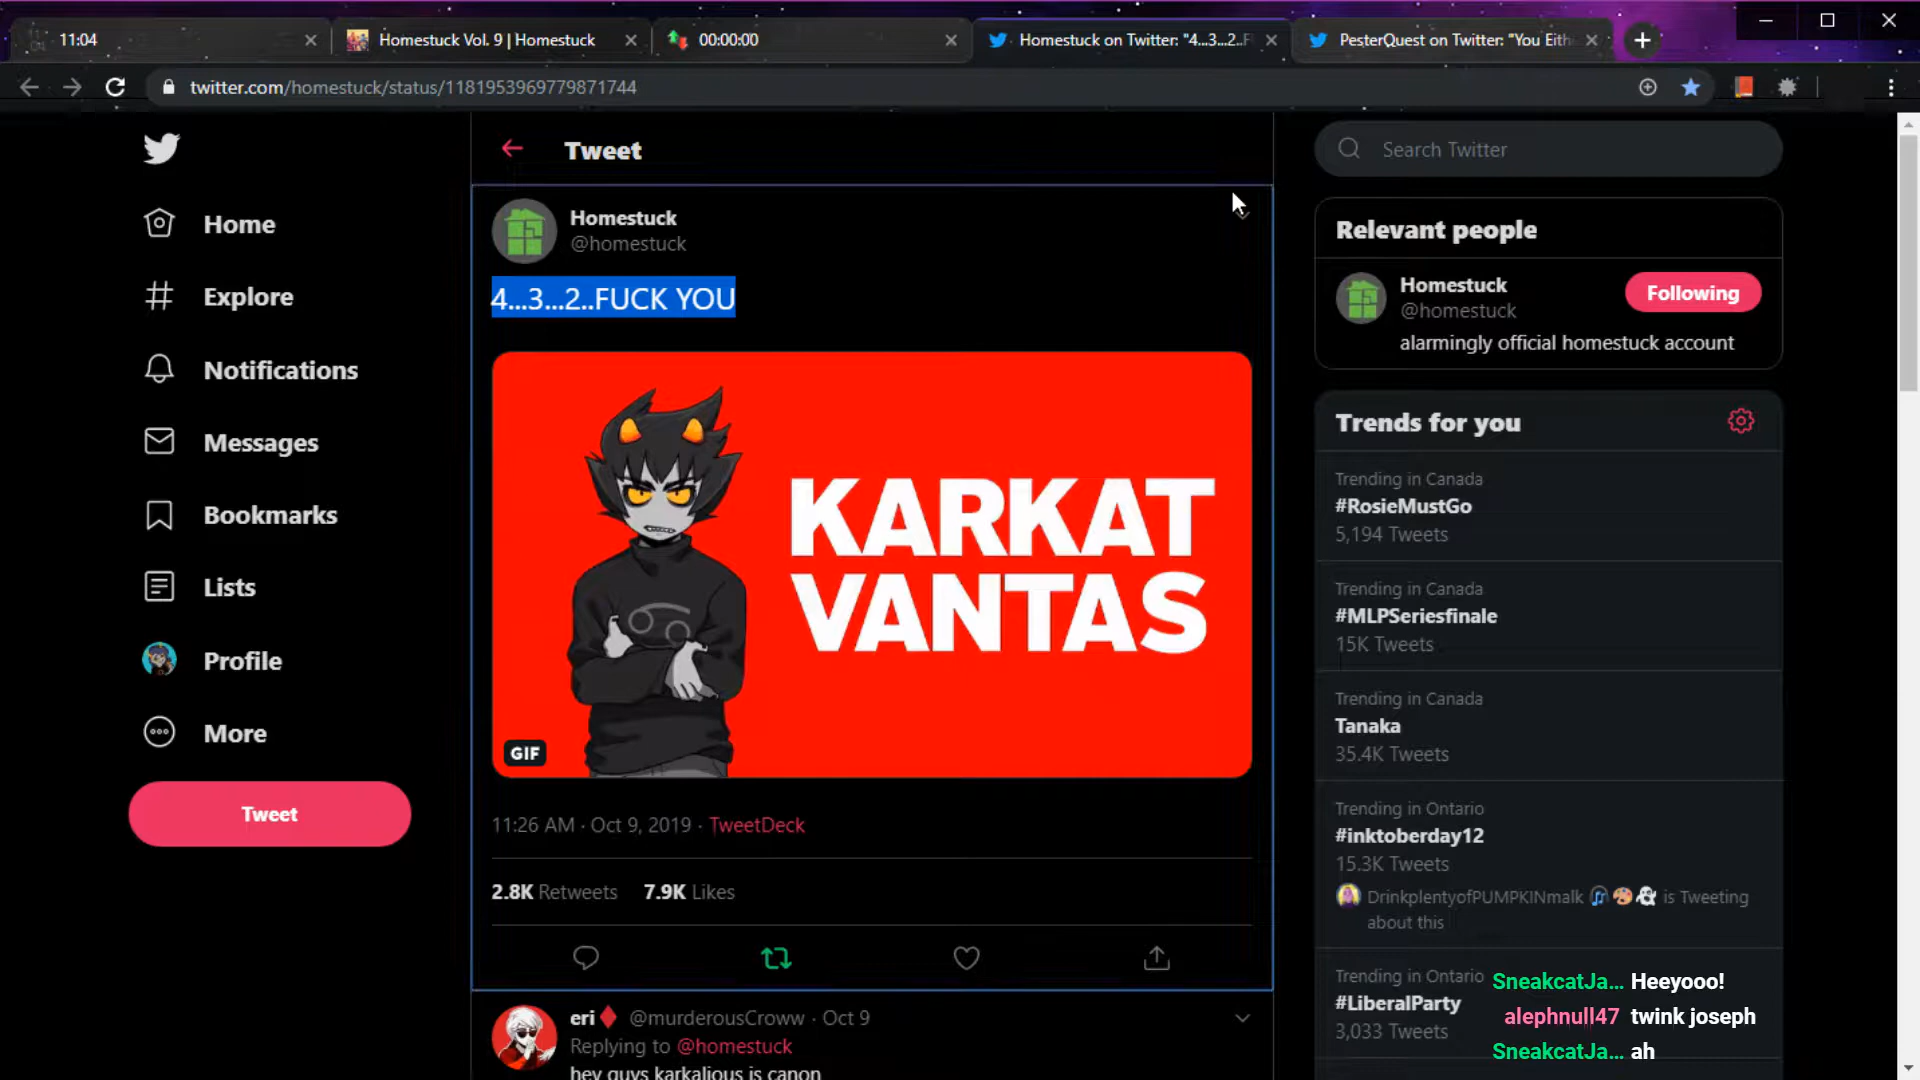 11:04
Homestuck Vol. 9 | Homestuck
00:00:00
Homestuck on Twitter: "4...3...2..F
PesterQuest on Twitter: "You Eith
twitter.com/homestuck/status/1181953969779871744
Tweet
Search Twitter
Home
Explore
Notifications
Messages
Bookmarks
Lists
Profile
More
Tweet
Homestuck
@homestuck
4...3...2..FUCK YOU
KARKAT
VANTAS
GIF
11:26 AM · Oct 9, 2019 · TweetDeck
2.8K Retweets 7.9K Likes
eri @murderousCroww · Oct 9
Replying to @homestuck
hey guys karkalious is canon
Relevant people
Homestuck
@homestuck
Following
alarmingly official homestuck account
Trends for you
Trending in Canada
#RosieMustGo
5,194 Tweets
Trending in Canada
#MLPSeriesfinale
15K Tweets
Trending in Canada
Tanaka
35.4K Tweets
Trending in Ontario
#inktoberday12
15.3K Tweets
DrinkplentyofPUMPKINmalk is Tweeting
about this
Trending in Ontario
#LiberalParty
3,033 Tweets
SneakcatJa... Heeyooo!
alephnull47 twink joseph
SneakcatJa... ah